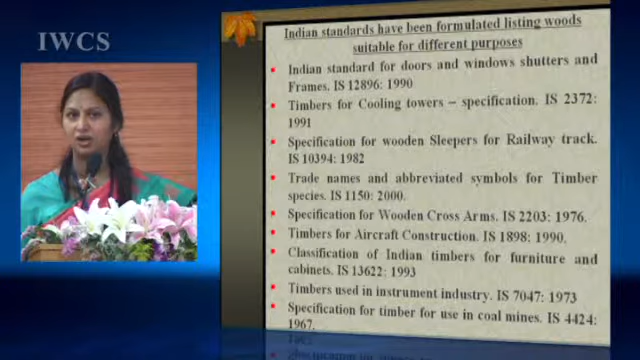 IWCS
Indian standards have been formulated listing woods
suitable for different purposes
Indian standard for doors and windows shutters and
Frames. IS 12896: 1990
Timbers for Cooling towers – specification. IS 2372:
1991
Specification for wooden Sleepers for Railway track.
IS 10394: 1982
Trade names and abbreviated symbols for Timber
species. IS 1150: 2000.
Specification for Wooden Cross Arms. IS 2203: 1976.
Timbers for Aircraft Construction. IS 1898: 1990.
Classification of Indian timbers for furniture and
cabinets. IS 13622: 1993
Timbers used in instrument industry. IS 7047: 1973
Specification for timber for use in coal mines. IS 4424:
1967.